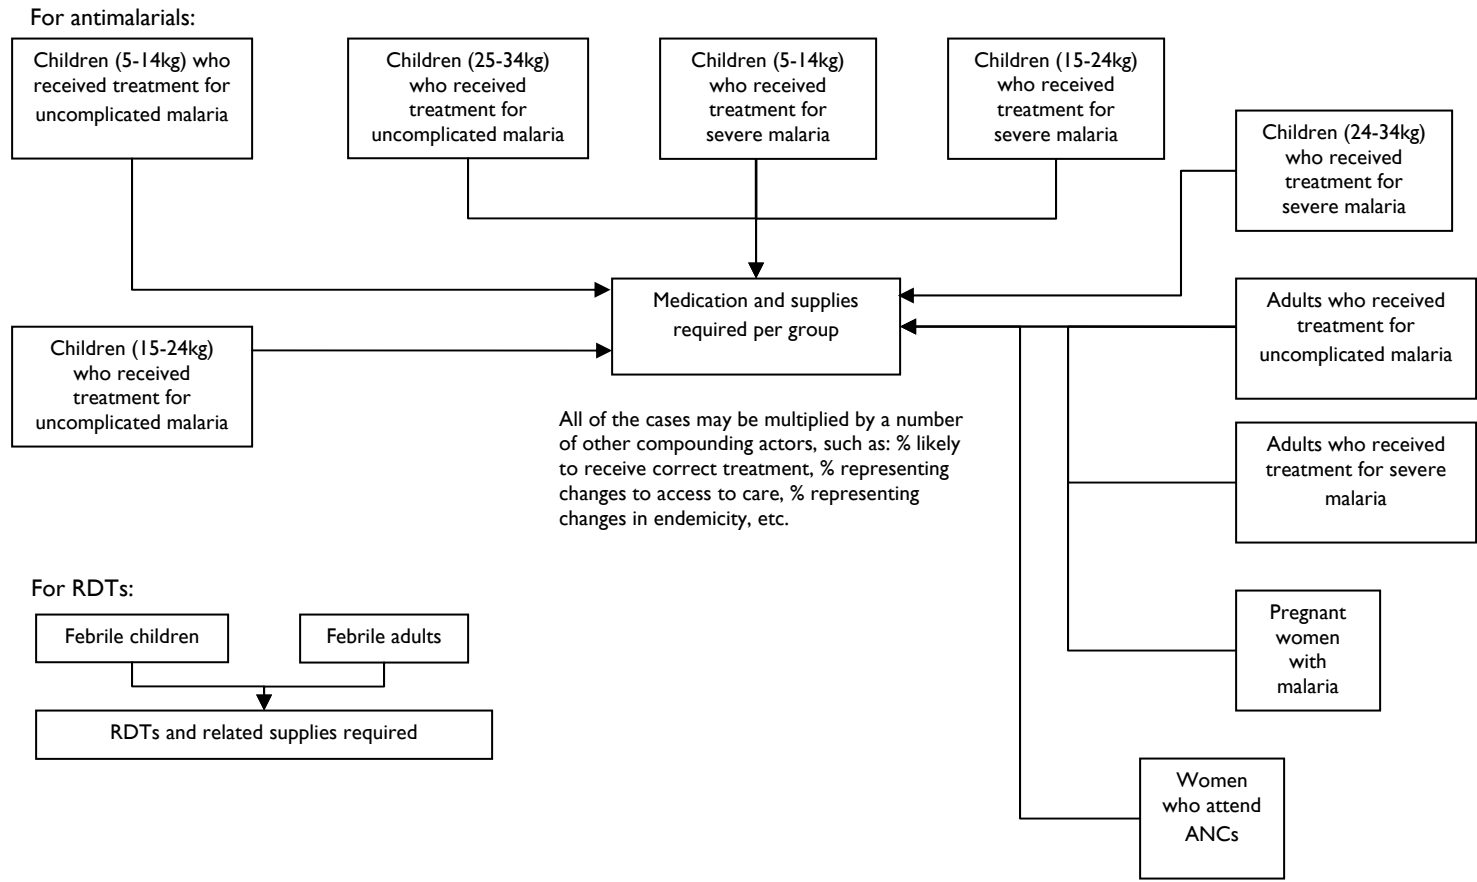 For antimalarials:
Children (5-14kg) who
received treatment for
uncomplicated malaria
Children (25-34kg)
who received
treatment for
uncomplicated malaria
Children (5-14kg)
who received
treatment for
severe malaria
Children (15-24kg)
who received
treatment for
severe malaria
Children (24-34kg)
who received
treatment for
severe malaria
Medication and supplies
required per group
Adults who received
treatment for
uncomplicated malaria
Children (15-24kg)
who received
treatment for
uncomplicated malaria
All of the cases may be multiplied by a number
of other compounding actors, such as: % likely
to receive correct treatment, % representing
changes to access to care, % representing
changes in endemicity, etc.
Adults who received
treatment for severe
malaria
For RDTs:
Febrile children
Febrile adults
RDTs and related supplies required
Pregnant
women
with
malaria
Women
who attend
ANCs